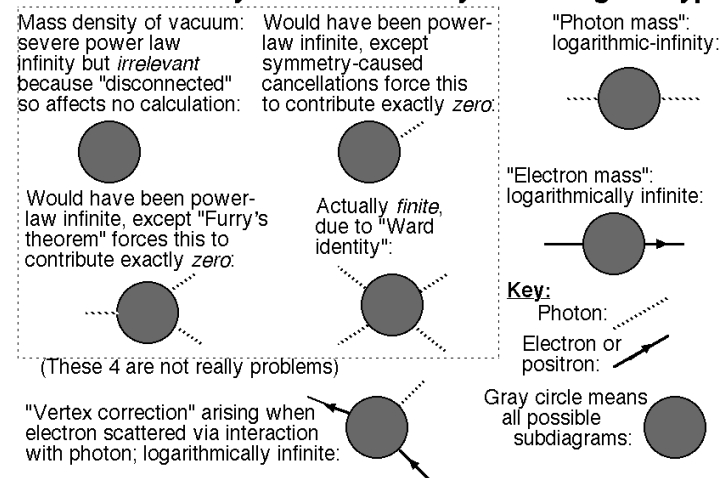 Mass density of vacuum:
severe power law
infinity but irrelevant
because "disconnected"
so affects no calculation:
Would have been power-
law infinite, except
symmetry-caused
cancellations force this
to contribute exactly zero:
"Photon mass":
logarithmic-infinity:
Would have been power-
law infinite, except "Furry's
theorem" forces this to
contribute exactly zero:
Actually finite,
due to "Ward
identity":
"Electron mass":
logarithmically infinite:
(These 4 are not really problems)
Key:
Photon:
Electron or
positron:
Gray circle means
all possible
subdiagrams:
"Vertex correction" arising when
electron scattered via interaction
with photon; logarithmically infinite: